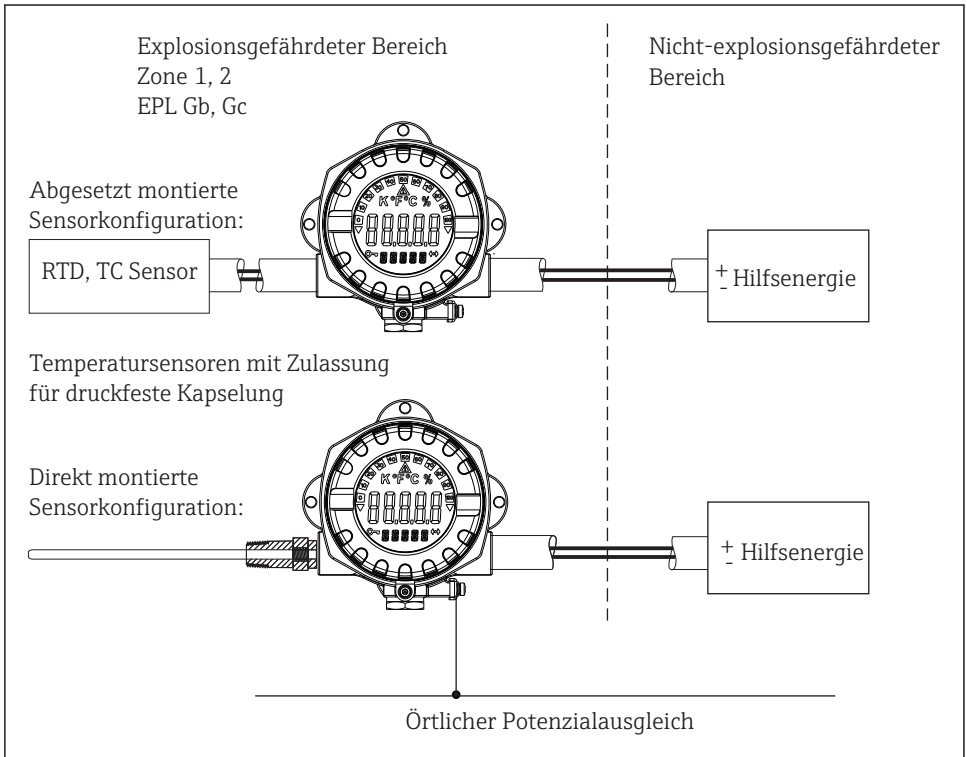 Explosionsgefährdeter Bereich
Zone 1, 2
EPL Gb, Gc
Nicht-explosionsgefährdeter
Bereich
Abgesetzt montierte
Sensorkonfiguration:
RTD, TC Sensor
K °F °C %
+
- Hilfsenergie
Temperatursensoren mit Zulassung
für druckfeste Kapselung
Direkt montierte
Sensorkonfiguration:
K °F °C %
+
- Hilfsenergie
Örtlicher Potenzialausgleich